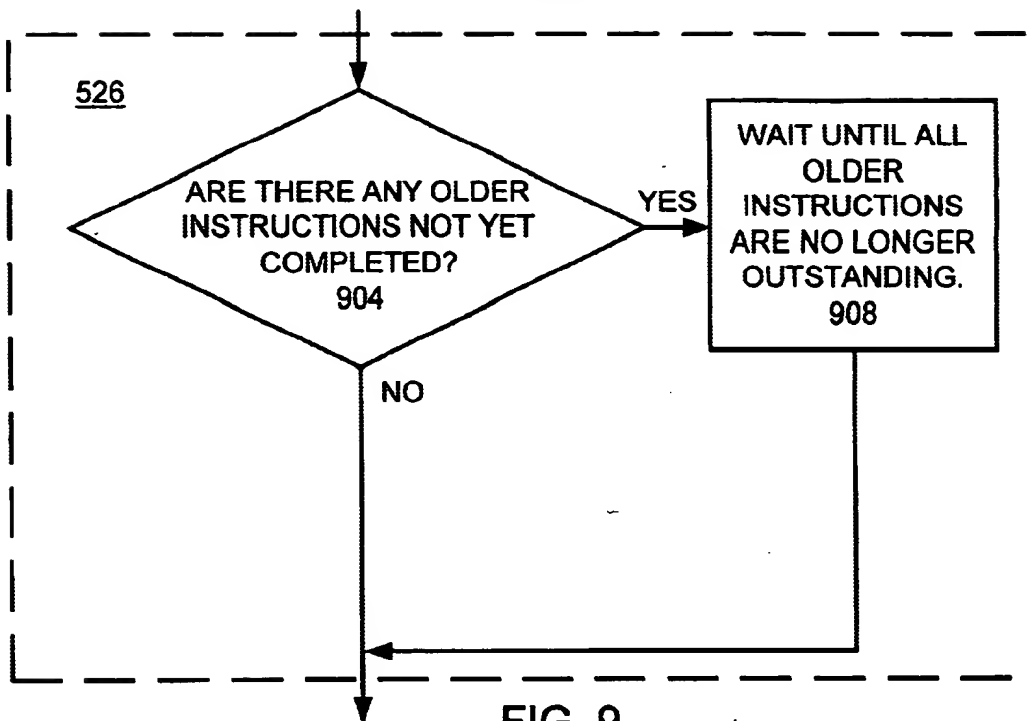 526
ARE THERE ANY OLDER
INSTRUCTIONS NOT YET
COMPLETED?
904
YES
WAIT UNTIL ALL
OLDER
INSTRUCTIONS
ARE NO LONGER
OUTSTANDING.
908
NO
FIG. 9